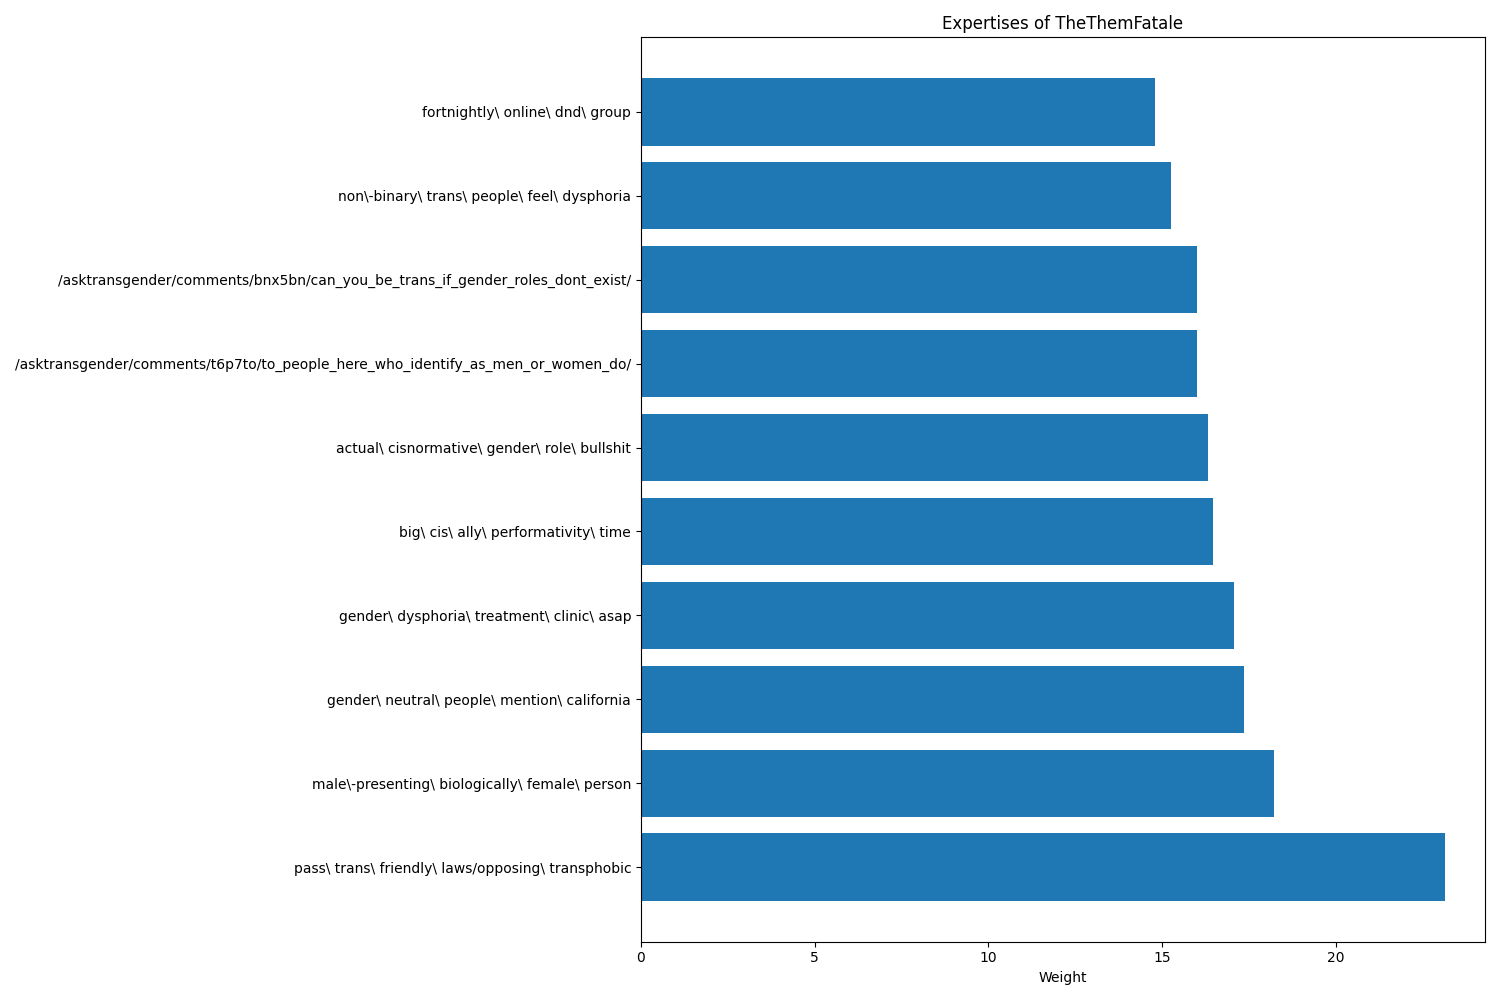 Expertises of TheThemFatale
fortnightly\ online\ dnd\ group
non\-binary\ trans\ people\ feel\ dysphoria
/asktransgender/comments/bnx5bn/can_you_be_trans_if_gender_roles_dont_exist/
/asktransgender/comments/t6p7to/to_people_here_who_identify_as_men_or_women_do/
actual\ cisnormative\ gender\ role\ bullshit
big\ cis\ ally\ performativity\ time
gender\ dysphoria\ treatment\ clinic\ asap
gender\ neutral\ people\ mention\ california
male\-presenting\ biologically\ female\ person
pass\ trans\ friendly\ laws/opposing\ transphobic
0 5 10 15 20
Weight